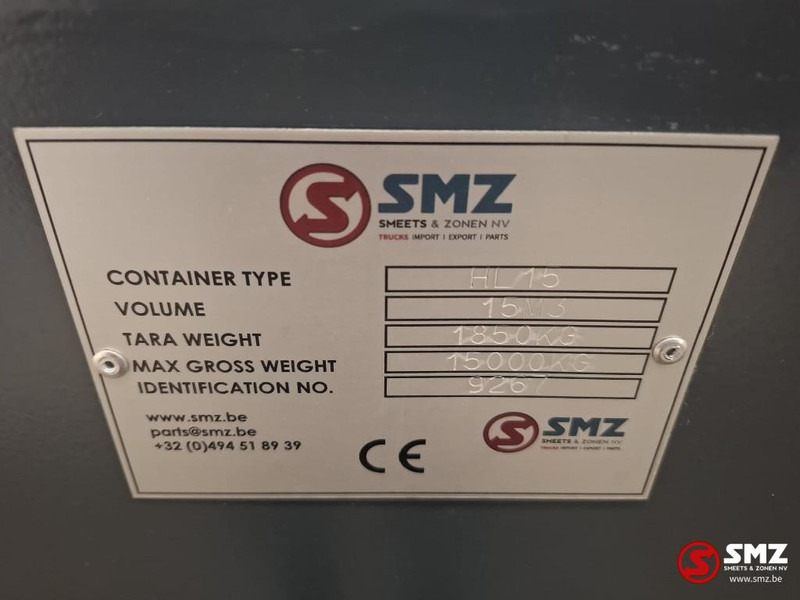 SMZ
SMEETS & ZONEN NV
TRUCKS IMPORT | EXPORT | PARTS
CONTAINER TYPE HL15
VOLUME 15M3
TARA WEIGHT 1850KG
MAX GROSS WEIGHT 15000KG
IDENTIFICATION NO. 9267
www.smz.be
parts@smz.be
+32 (0)494 51 89 39
CE
SMZ
SMEETS & ZONEN NV
TRUCKS IMPORT | EXPORT | PARTS
SMZ
SMEETS & ZONEN NV
www.smz.be